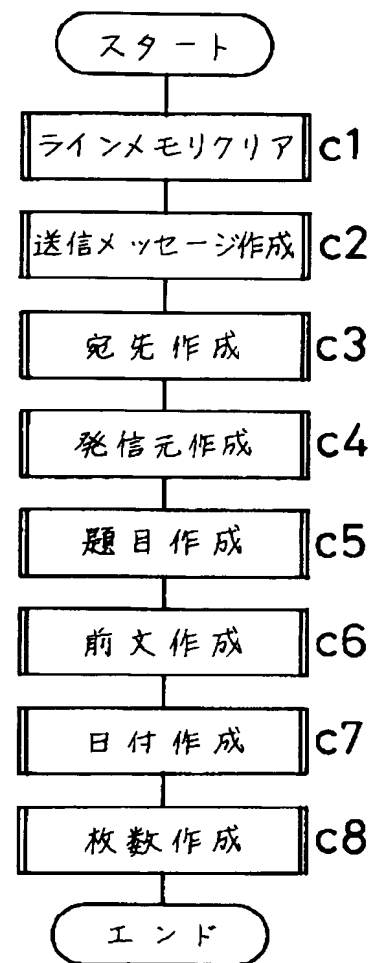 スタート
ラインメモリクリア c1
送信メッセージ作成 c2
宛先作成 c3
発信元作成 c4
題目作成 c5
前文作成 c6
日付作成 c7
枚数作成 c8
エンド